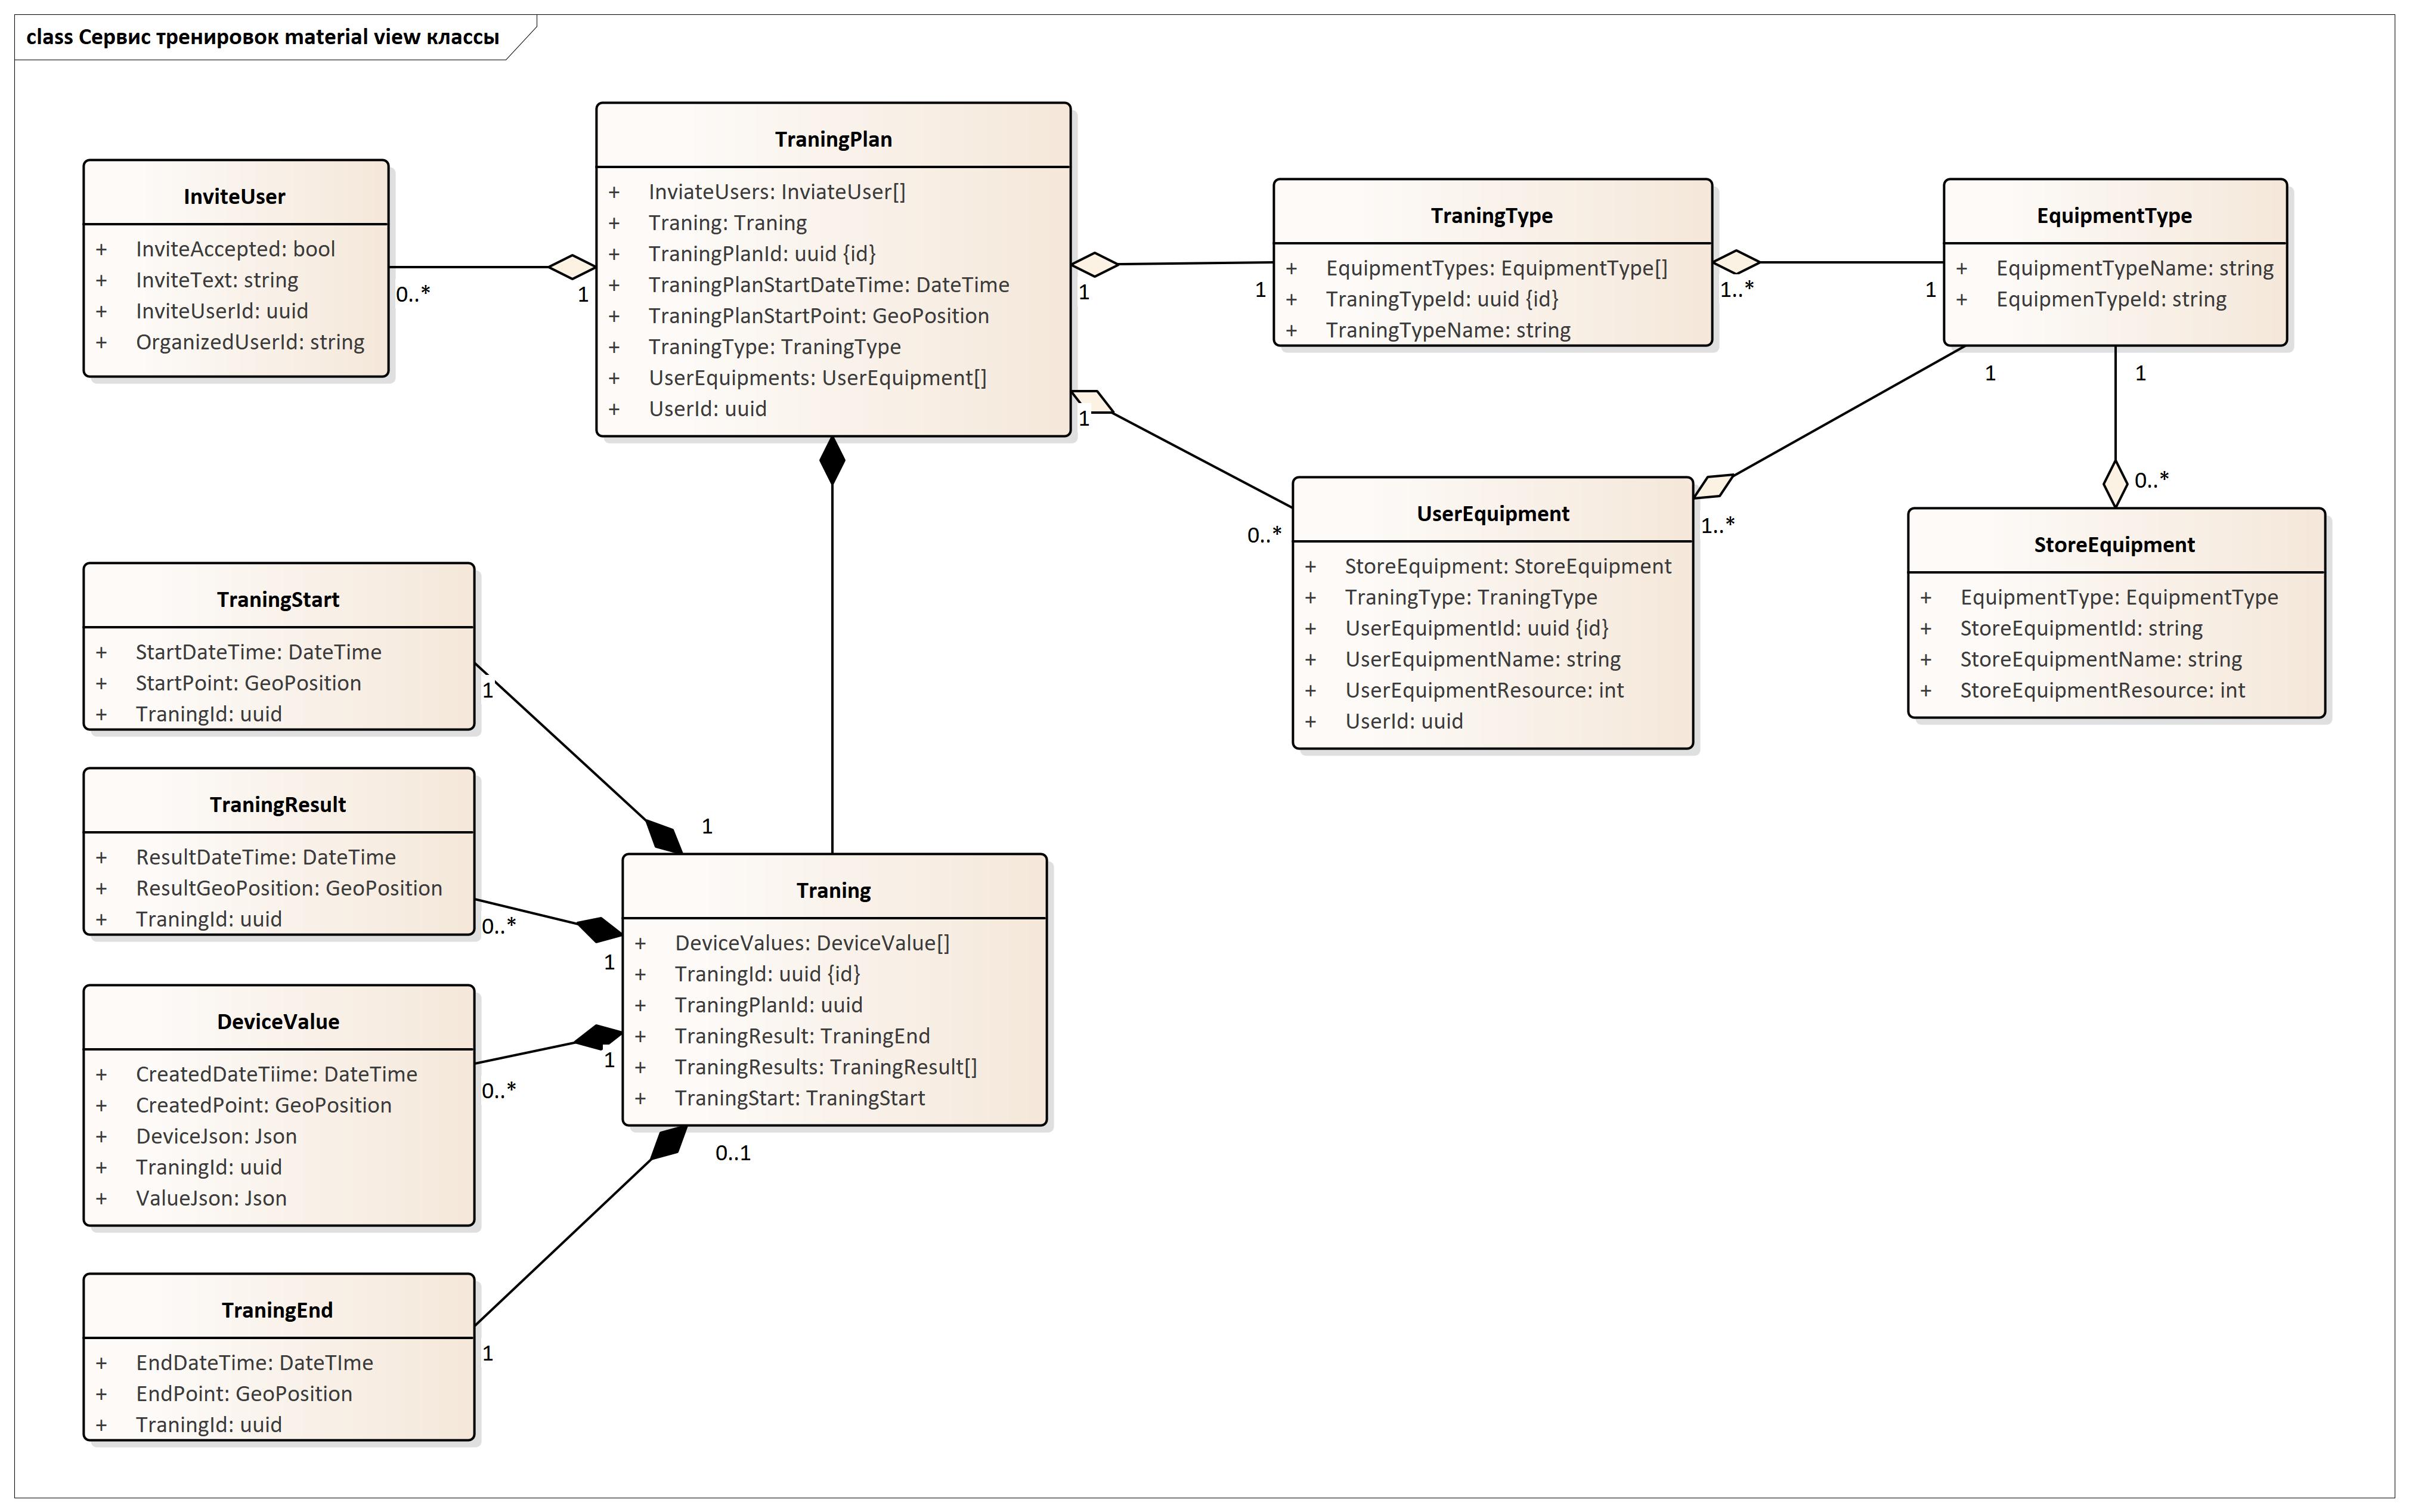 class Сервис тренировок material view классы
InviteUser
+ InviteAccepted: bool
+ InviteText: string
+ InviteUserId: uuid
+ OrganizedUserId: string
0..*
1
TraningPlan
+ InviateUsers: InviateUser[]
+ Traning: Traning
+ TraningPlanId: uuid {id}
+ TraningPlanStartDateTime: DateTime
+ TraningPlanStartPoint: GeoPosition
+ TraningType: TraningType
+ UserEquipments: UserEquipment[]
+ UserId: uuid
1
1
TraningType
+ EquipmentTypes: EquipmentType[]
+ TraningTypeId: uuid {id}
+ TraningTypeName: string
1..*
1
EquipmentType
+ EquipmentTypeName: string
+ EquipmenTypeId: string
1
1
1
0..*
UserEquipment
+ StoreEquipment: StoreEquipment
+ TraningType: TraningType
+ UserEquipmentId: uuid {id}
+ UserEquipmentName: string
+ UserEquipmentResource: int
+ UserId: uuid
1..*
0..*
StoreEquipment
+ EquipmentType: EquipmentType
+ StoreEquipmentId: string
+ StoreEquipmentName: string
+ StoreEquipmentResource: int
TraningStart
+ StartDateTime: DateTime
+ StartPoint: GeoPosition
+ TraningId: uuid
1
1
TraningResult
+ ResultDateTime: DateTime
+ ResultGeoPosition: GeoPosition
+ TraningId: uuid
0..*
1
DeviceValue
+ CreatedDateTiime: DateTime
+ CreatedPoint: GeoPosition
+ DeviceJson: Json
+ TraningId: uuid
+ ValueJson: Json
0..*
1
Traning
+ DeviceValues: DeviceValue[]
+ TraningId: uuid {id}
+ TraningPlanId: uuid
+ TraningResult: TraningEnd
+ TraningResults: TraningResult[]
+ TraningStart: TraningStart
0..1
TraningEnd
+ EndDateTime: DateTIme
+ EndPoint: GeoPosition
+ TraningId: uuid
1